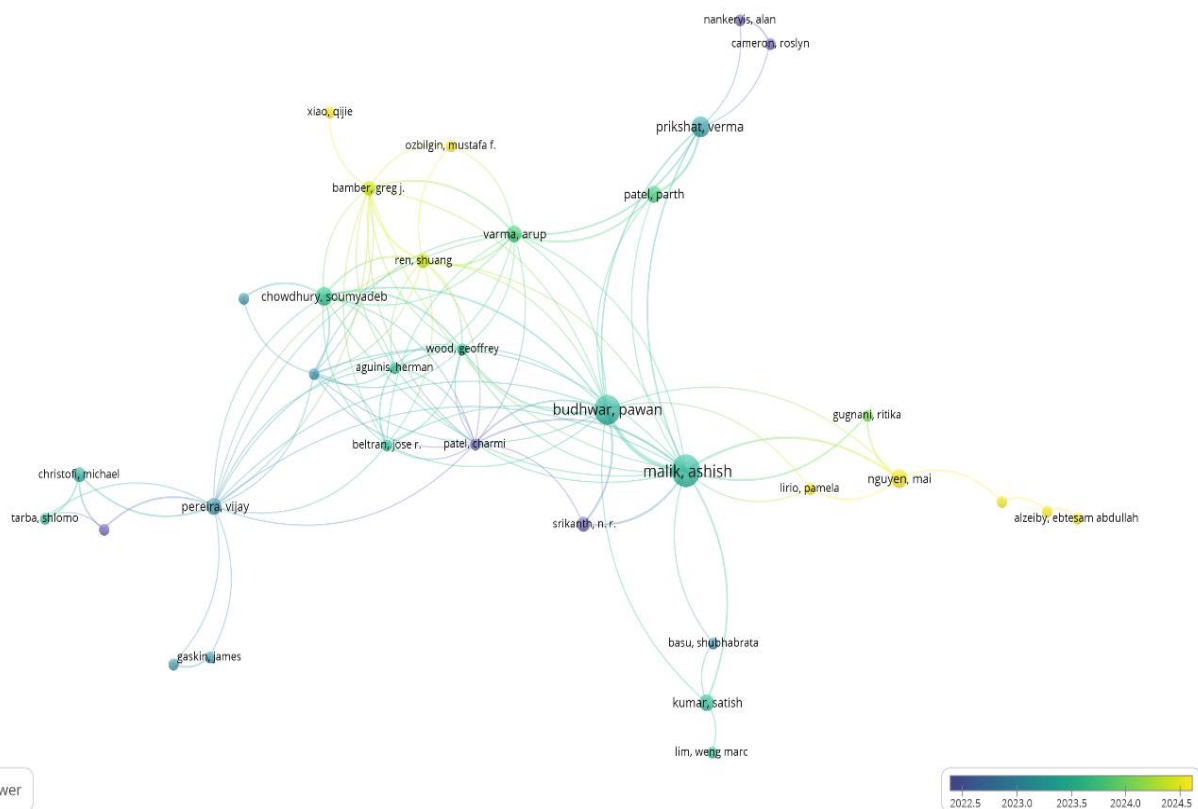 nankervis, alan
cameron, roslyn
xiao, qijie
prikshat, verma
ozbilgin, mustafa f.
bamber, greg j.
patel, parth
varma, arup
ren, shuang
chowdhury, soumyadeb
wood, geoffrey
aguinis, herman
budhwar, pawan
gugnani, ritika
beltran, jose r.
patel, charmi
malik, ashish
christofi, michael
nguyen, mai
lirio, pamela
pereira, vijay
tarba, shlomo
alzeiby, ebtesam abdullah
srikanth, n. r.
basu, shubhabrata
gaskin, james
kumar, satish
lim, weng marc
wer
2022.5 2023.0 2023.5 2024.0 2024.5